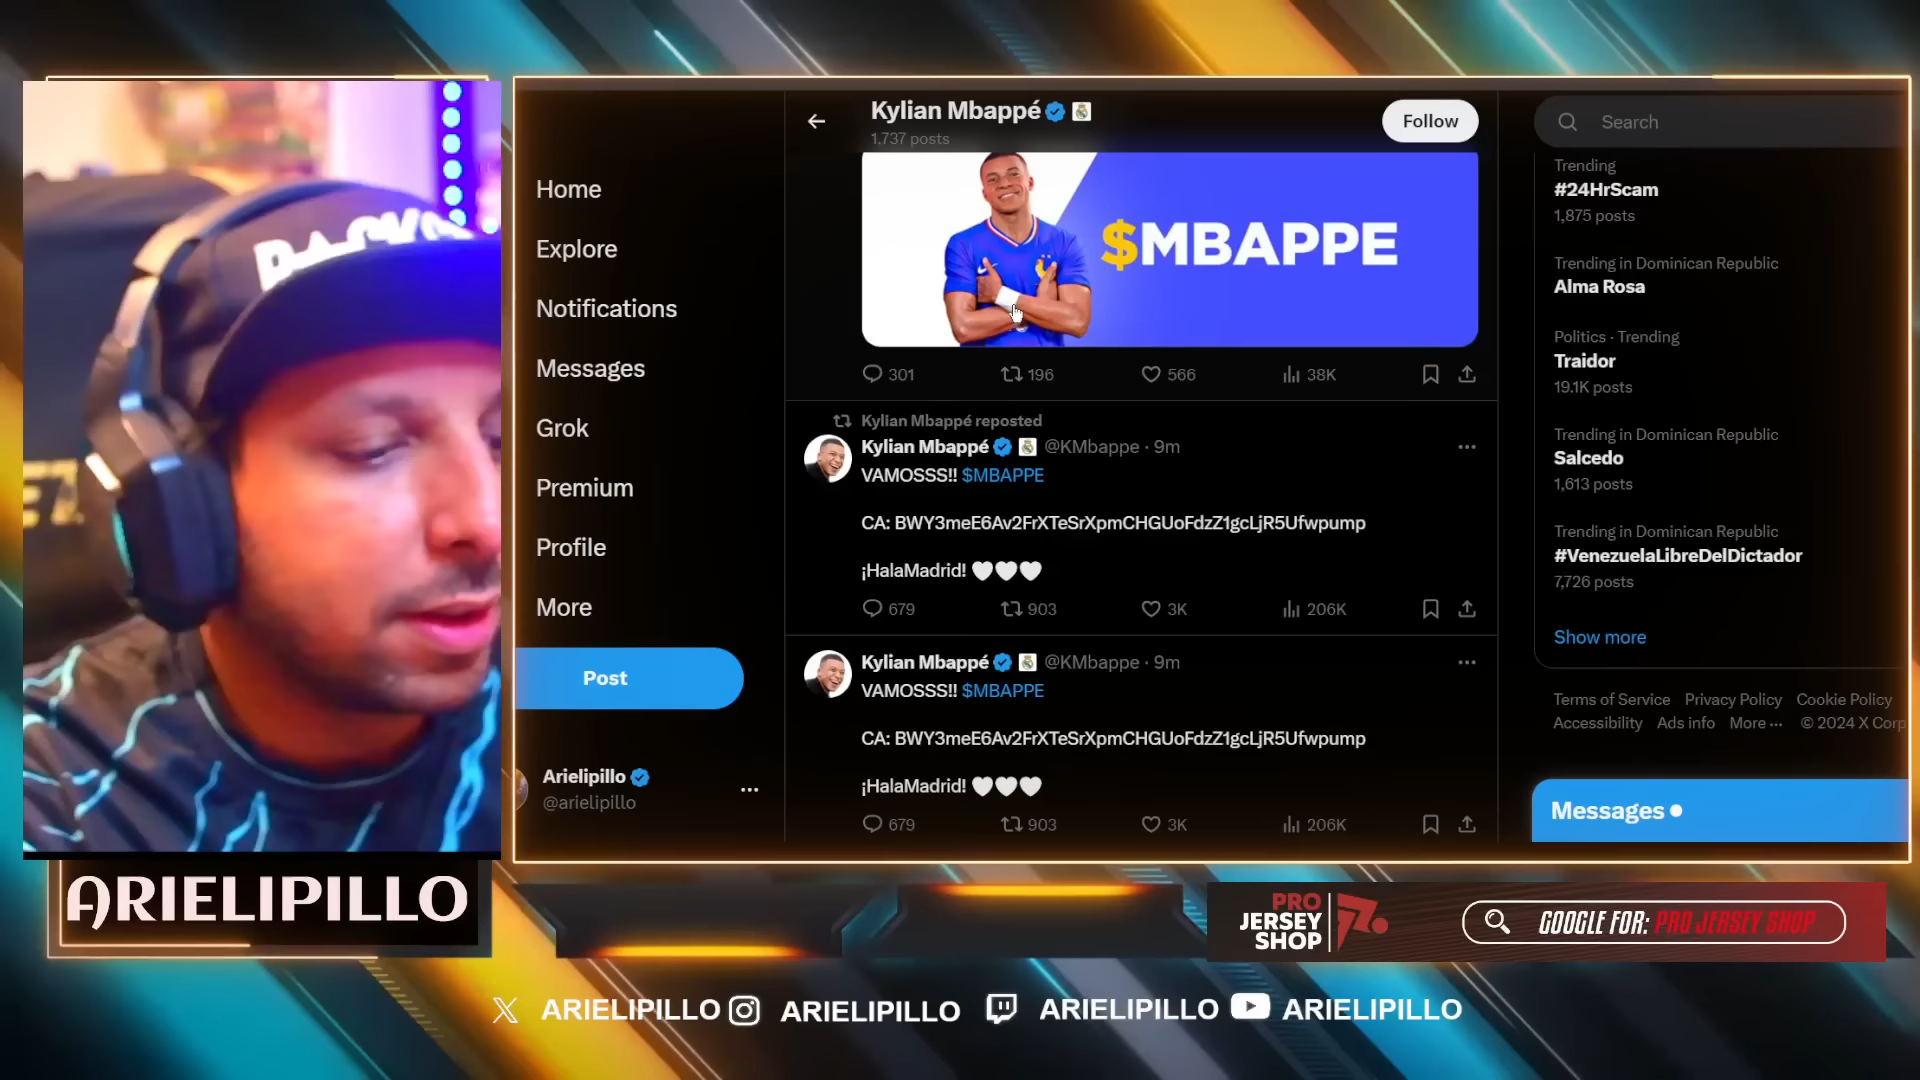 Kylian Mbappé
1,737 posts
Follow
Search
Home
Explore
Notifications
Messages
Grok
Premium
Profile
More
Post
Arielipillo
@arielipillo
$MBAPPE
301 196 566 38K
Kylian Mbappé reposted
Kylian Mbappé @KMbappe · 9m
VAMOSSS!! $MBAPPE
CA: BWY3meE6Av2FrXTeSrXpmCHGUoFdzZ1gcLjR5Ufwpump
¡HalaMadrid! 🤍🤍🤍
679 903 3K 206K
Kylian Mbappé @KMbappe · 9m
VAMOSSS!! $MBAPPE
CA: BWY3meE6Av2FrXTeSrXpmCHGUoFdzZ1gcLjR5Ufwpump
¡HalaMadrid! 🤍🤍🤍
679 903 3K 206K
Trending
#24HrScam
1,875 posts
Trending in Dominican Republic
Alma Rosa
Politics · Trending
Traidor
19.1K posts
Trending in Dominican Republic
Salcedo
1,613 posts
Trending in Dominican Republic
#VenezuelaLibreDelDictador
7,726 posts
Show more
Terms of Service Privacy Policy Cookie Policy
Accessibility Ads info More ··· © 2024 X Corp
Messages
ARIELIPILLO
PRO
JERSEY
SHOP
GOOGLE FOR: PRO JERSEY SHOP
ARIELIPILLO ARIELIPILLO ARIELIPILLO ARIELIPILLO